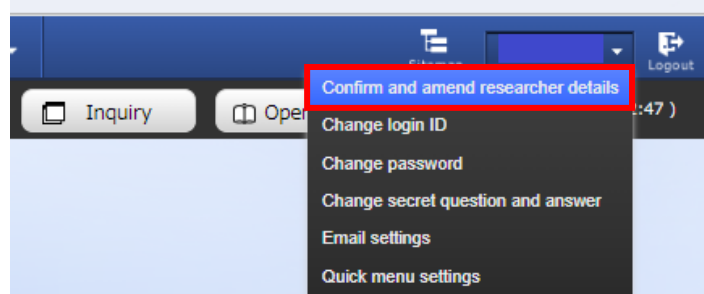 Logout
Confirm and amend researcher details
Inquiry
:47 )
Change login ID
Change password
Change secret question and answer
Email settings
Quick menu settings